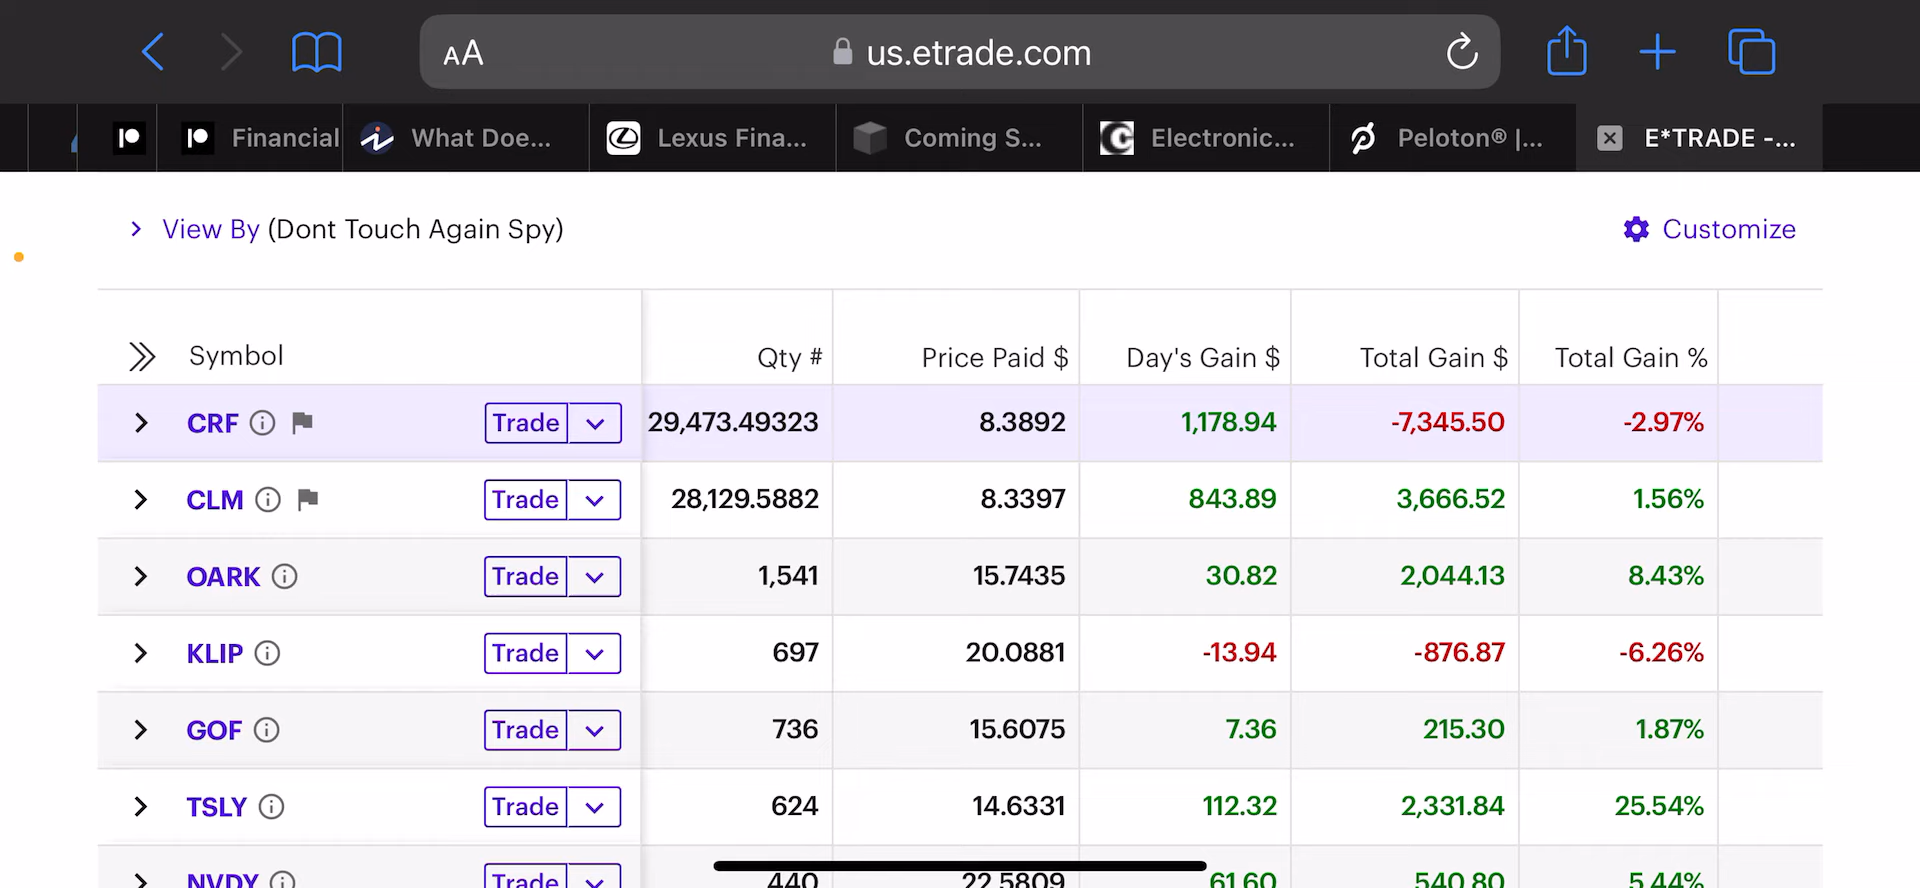 AA us.etrade.com
Financial What Doe... Lexus Fina... Coming S... Electronic... Peloton® |... E*TRADE -...
View By (Dont Touch Again Spy) Customize
Symbol Qty # Price Paid $ Day's Gain $ Total Gain $ Total Gain %
CRF Trade 29,473.49323 8.3892 1,178.94 -7,345.50 -2.97%
CLM Trade 28,129.5882 8.3397 843.89 3,666.52 1.56%
OARK Trade 1,541 15.7435 30.82 2,044.13 8.43%
KLIP Trade 697 20.0881 -13.94 -876.87 -6.26%
GOF Trade 736 15.6075 7.36 215.30 1.87%
TSLY Trade 624 14.6331 112.32 2,331.84 25.54%
NVDY Trade 440 22.5809 61.60 540.80 5.44%